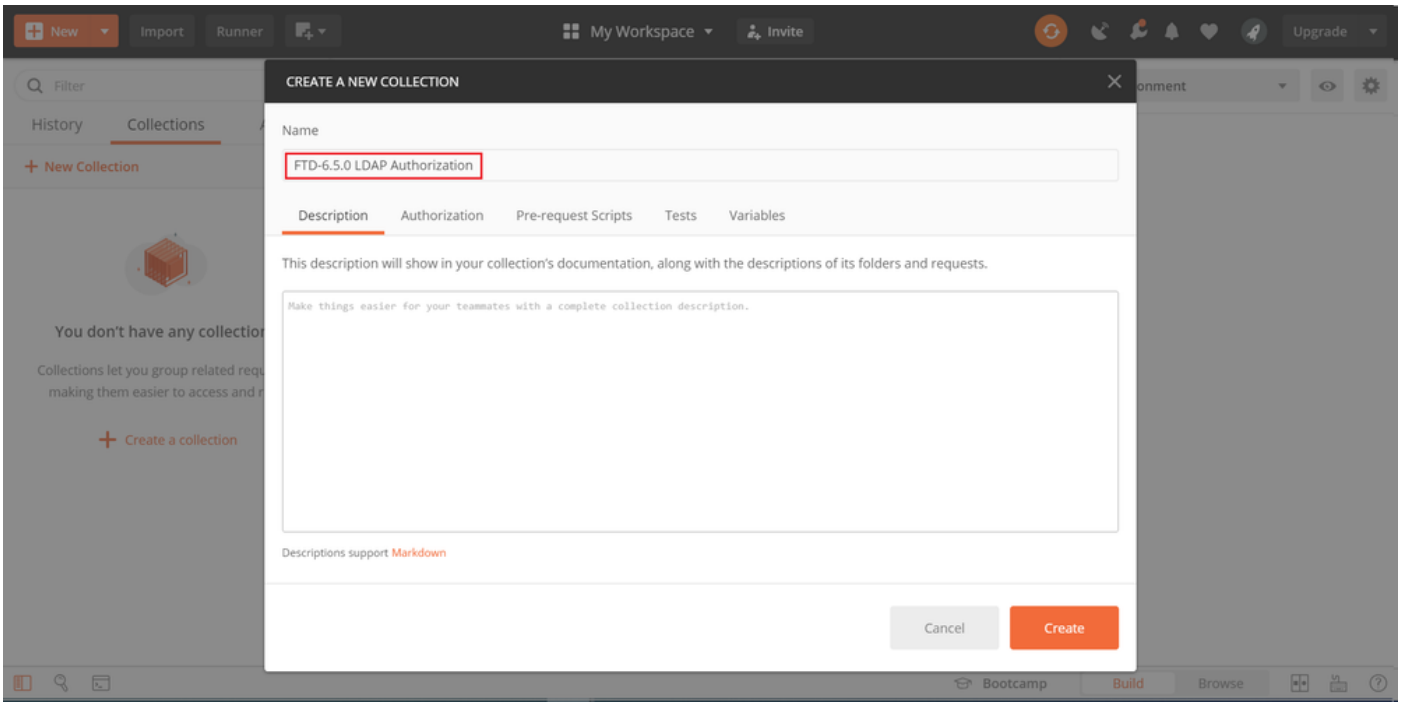 New
Import
Runner
My Workspace
Invite
Upgrade
Filter
CREATE A NEW COLLECTION
onment
History
Collections
Name
New Collection
FTD-6.5.0 LDAP Authorization
Description
Authorization
Pre-request Scripts
Tests
Variables
This description will show in your collection's documentation, along with the descriptions of its folders and requests.
Make things easier for your teammates with a complete collection description.
You don't have any collection
Collections let you group related requ
making them easier to access and r
Create a collection
Descriptions support Markdown
Cancel
Create
Bootcamp
Build
Browse